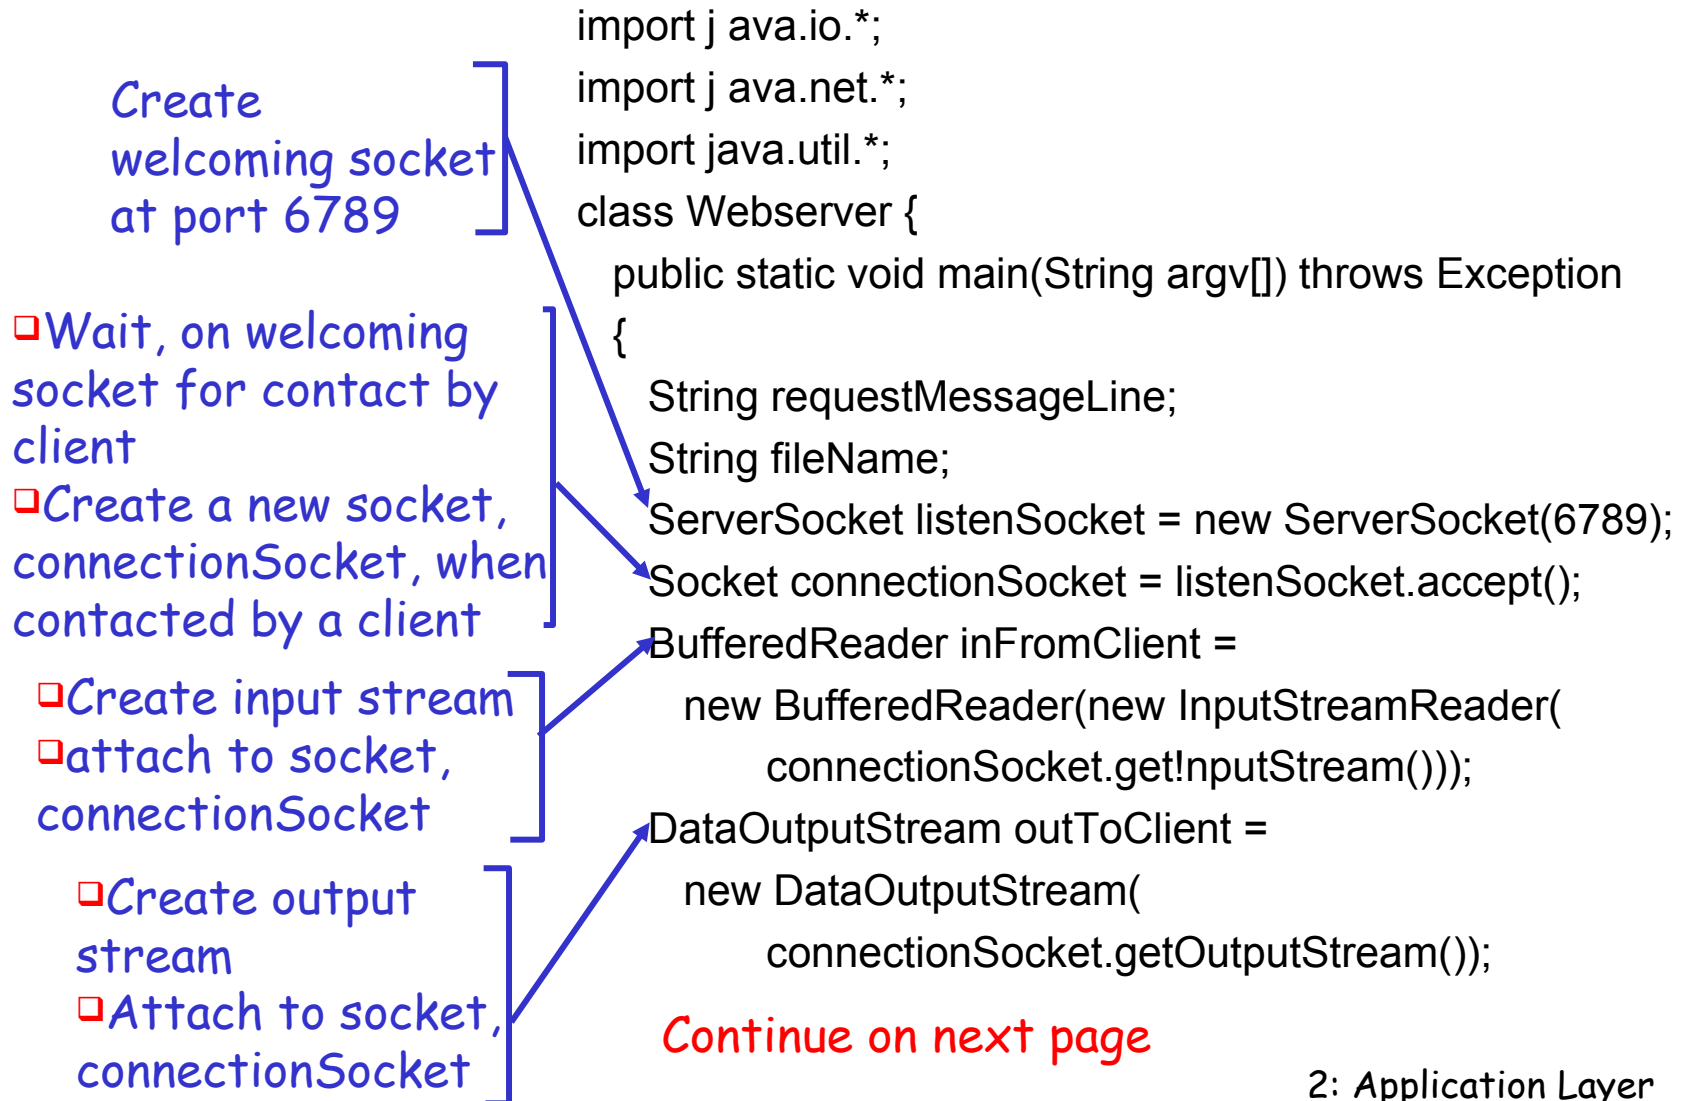 Create
welcoming socket
at port 6789
❑Wait, on welcoming
socket for contact by
client
❑Create a new socket,
connectionSocket, when
contacted by a client
❑Create input stream
❑attach to socket,
connectionSocket
❑Create output
stream
❑Attach to socket,
connectionSocket
import j ava.io.*;
import j ava.net.*;
import java.util.*;
class Webserver {
public static void main(String argv[]) throws Exception
{
String requestMessageLine;
String fileName;
ServerSocket listenSocket = new ServerSocket(6789);
Socket connectionSocket = listenSocket.accept();
BufferedReader inFromClient =
new BufferedReader(new InputStreamReader(
connectionSocket.get!nputStream()));
DataOutputStream outToClient =
new DataOutputStream(
connectionSocket.getOutputStream());
Continue on next page
2: Application Layer